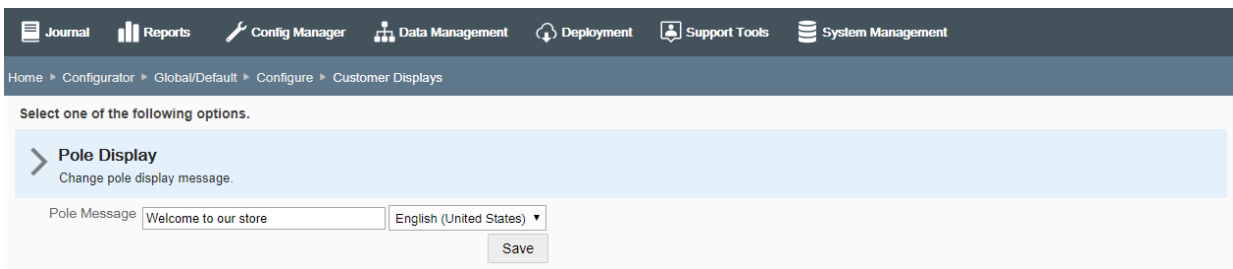 Journal Reports Config Manager Data Management Deployment Support Tools System Management
Home ▸ Configurator ▸ Global/Default ▸ Configure ▸ Customer Displays
Select one of the following options.
Pole Display
Change pole display message.
Pole Message Welcome to our store English (United States) ▼
Save